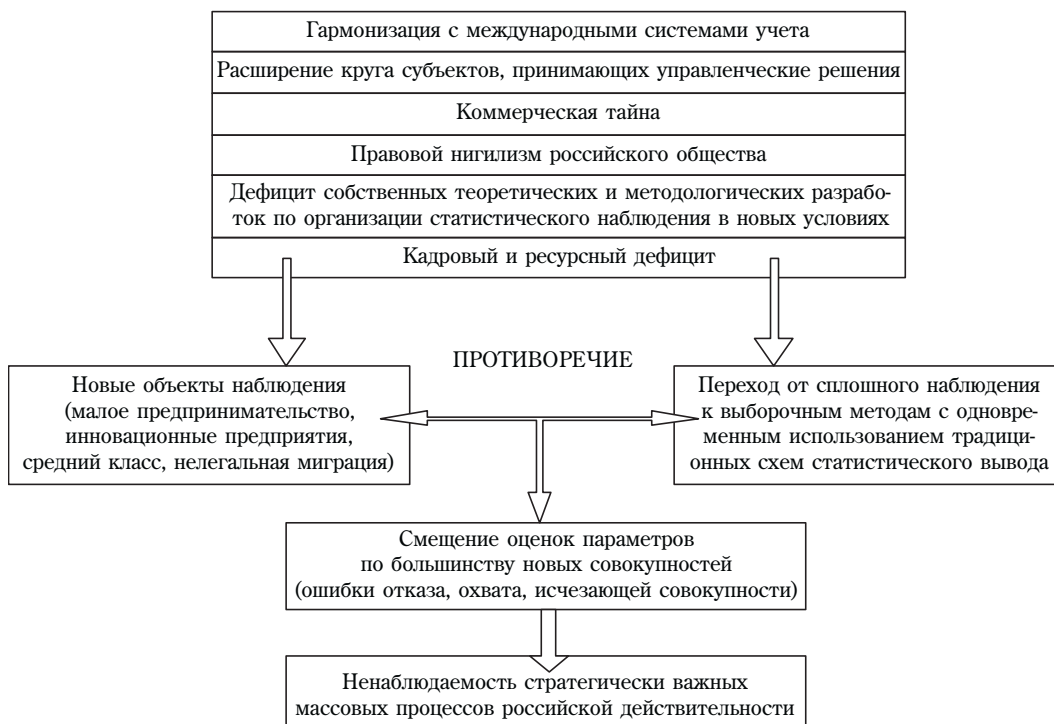 Гармонизация с международными системами учета
Расширение круга субъектов, принимающих управленческие решения
Коммерческая тайна
Правовой нигилизм российского общества
Дефицит собственных теоретических и методологических разрабо-
ток по организации статистического наблюдения в новых условиях
Кадровый и ресурсный дефицит
ПРОТИВОРЕЧИЕ
Новые объекты наблюдения
(малое предпринимательство,
инновационные предприятия,
средний класс, нелегальная миграция)
Переход от сплошного наблюдения
к выборочным методам с одновре-
менным использованием традици-
онных схем статистического вывода
Смещение оценок параметров
по большинству новых совокупностей
(ошибки отказа, охвата, исчезающей совокупности)
Ненаблюдаемость стратегически важных
массовых процессов российской действительности